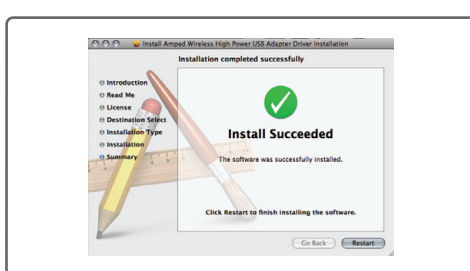 Install Amped Wireless High Power USB Adapter Driver Installation
Installation completed successfully
Introduction
Read Me
License
Destination Select
Installation Type
Installation
Summary
Install Succeeded
The software was successfully installed.
Click Restart to finish installing the software.
Go Back
Restart